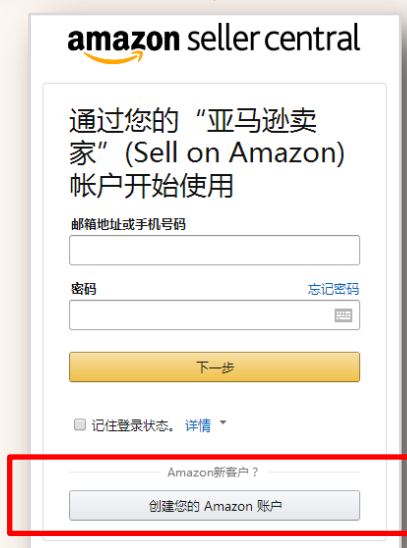 amazon seller central
通过您的“亚马逊卖
家”(Sell on Amazon)
帐户开始使用
邮箱地址或手机号码
密码 忘记密码
下一步
记住登录状态。 详情
Amazon新客户？
创建您的 Amazon 账户